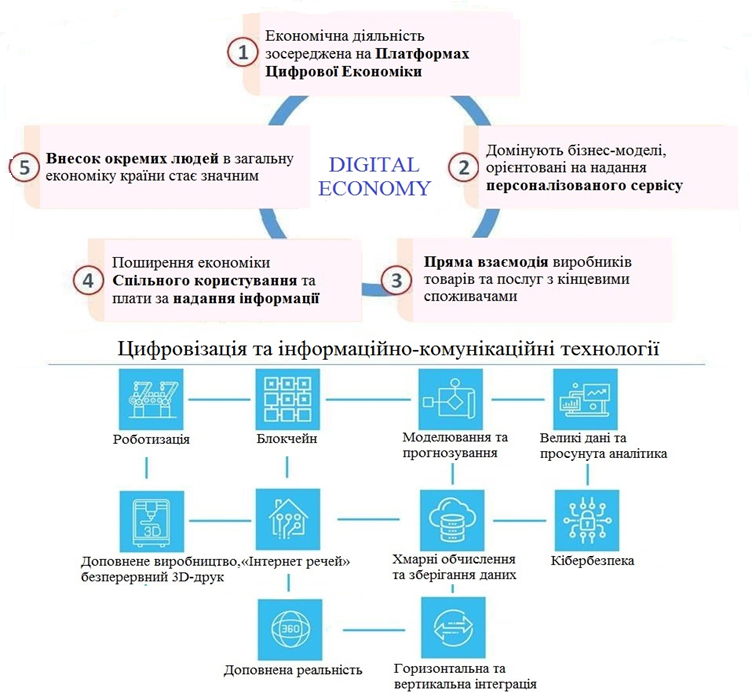 1
Економічна діяльність
зосереджена на Платформах
Цифрової Економіки
5
Внесок окремих людей в загальну
економіку країни стає значним
DIGITAL
ECONOMY
2
Домінують бізнес-моделі,
орієнтовані на надання
персоналізованого сервісу
4
Поширення економіки
Спільного користування та
плати за надання інформації
3
Пряма взаємодія виробників
товарів та послуг з кінцевими
споживачами
Цифровізація та інформаційно-комунікаційні технології
Роботизація
Блокчейн
Моделювання та
прогнозування
Великі дані та
просунута аналітика
3D
Доповнене виробництво,
безперервний 3D-друк
«Інтернет речей»
Хмарні обчислення
та зберігання даних
Кібербезпека
360
Доповнена реальність
Горизонтальна та
вертикальна інтеграція